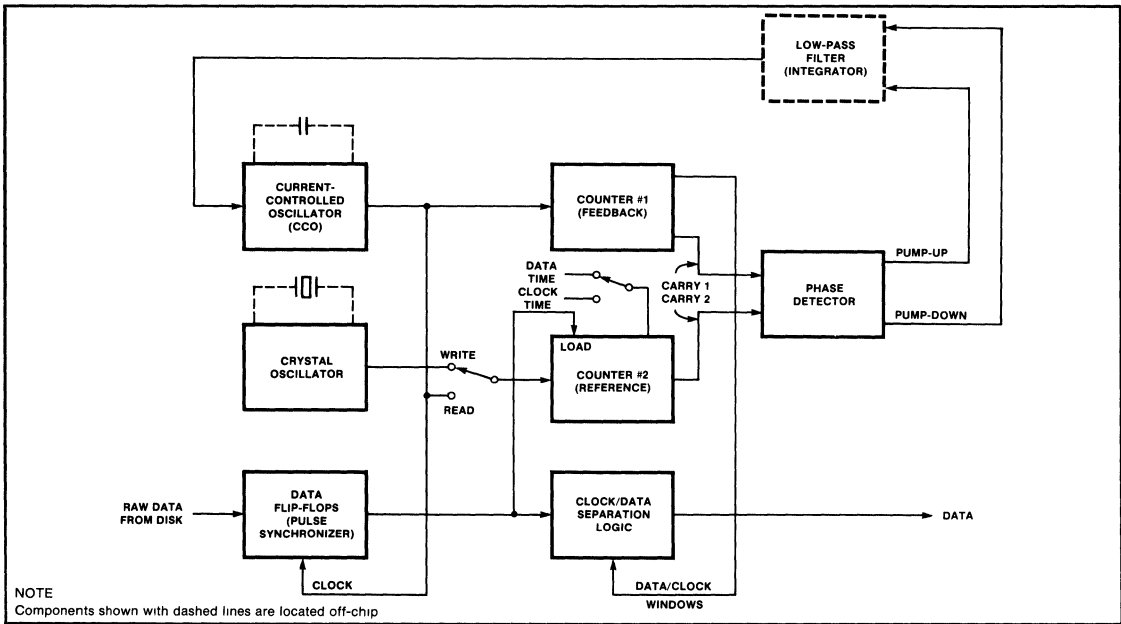 LOW-PASS
FILTER
(INTEGRATOR)
CURRENT-
CONTROLLED
OSCILLATOR
(CCO)
COUNTER #1
(FEEDBACK)
DATA
TIME
CLOCK
TIME
CARRY 1
CARRY 2
PHASE
DETECTOR
PUMP-UP
PUMP-DOWN
CRYSTAL
OSCILLATOR
WRITE
READ
LOAD
COUNTER #2
(REFERENCE)
RAW DATA
FROM DISK
DATA
FLIP-FLOPS
(PULSE
SYNCHRONIZER)
CLOCK/DATA
SEPARATION
LOGIC
DATA
CLOCK
DATA/CLOCK
WINDOWS
NOTE
Components shown with dashed lines are located off-chip